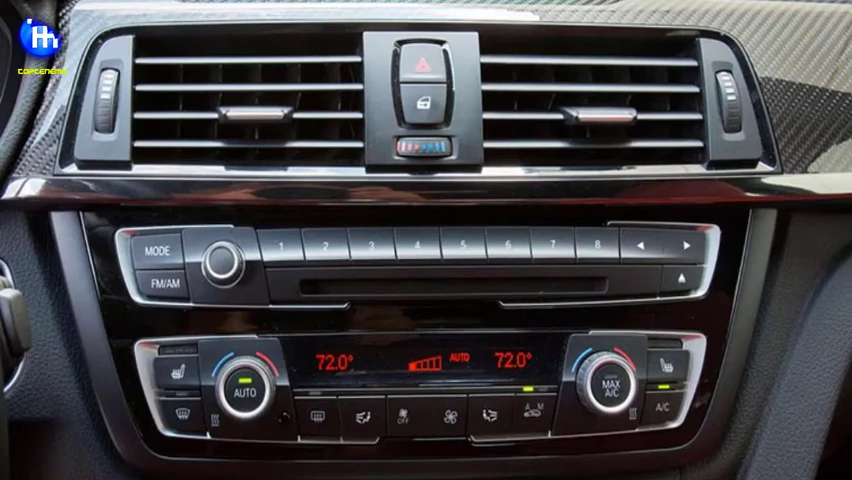 TOPTENEMG
MODE
1 2 3 4 5 6 7 8
FM/AM
72.0° AUTO 72.0°
AUTO
MAX
A/C
OFF
A M
A/C